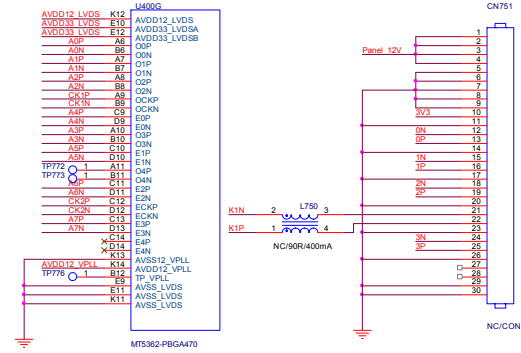 U400G
AVDD12_LVDS K12 AVDD12_LVDS
AVDD33_LVDS E10 AVDD33_LVDSA
AVDD33_LVDS E12 AVDD33_LVDSB
A0P A6 O0P
A0N B6 O0N
A1P A7 O1P
A1N B7 O1N
A2P A8 O2P
A2N B8 O2N
CK1P A9 OCKP
CK1N B9 OCKN
A4P C9 E0P
A4N D9 E0N
A3P A10 O3P
A3N B10 O3N
A5P C10 E1P
A5N D10 E1N
TP772 1 A11 O4P
TP773 1 B11 O4N
A6P C11 E2P
A6N D11 E2N
CK2P C12 ECKP
CK2N D12 ECKN
A7P C13 E3P
A7N D13 E3N
C14 E4P
D14 E4N
K13 AVSS12_VPLL
AVDD12_VPLL K14 AVDD12_VPLL
TP776 1 B12 TP_VPLL
E9 AVSS_LVDS
E11 AVSS_LVDS
K11 AVSS_LVDS
MT5362-PBGA470
K1N 2 L750 3
K1P 1 4
NC/90R/400mA
CN751
1
2
Panel_12V 3
4
5
6
7
8
9
3V3 10
11
0N 12
0P 13
14
1N 15
1P 16
17
2N 18
2P 19
20
21
22
23
3N 24
3P 25
26
27
28
29
30
NC/CON